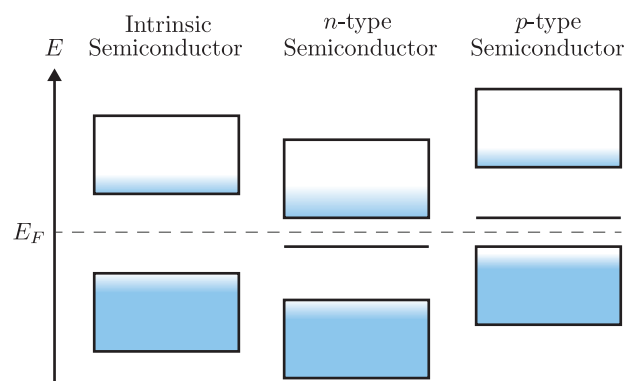 E
Intrinsic
Semiconductor
n-type
Semiconductor
p-type
Semiconductor
E_F